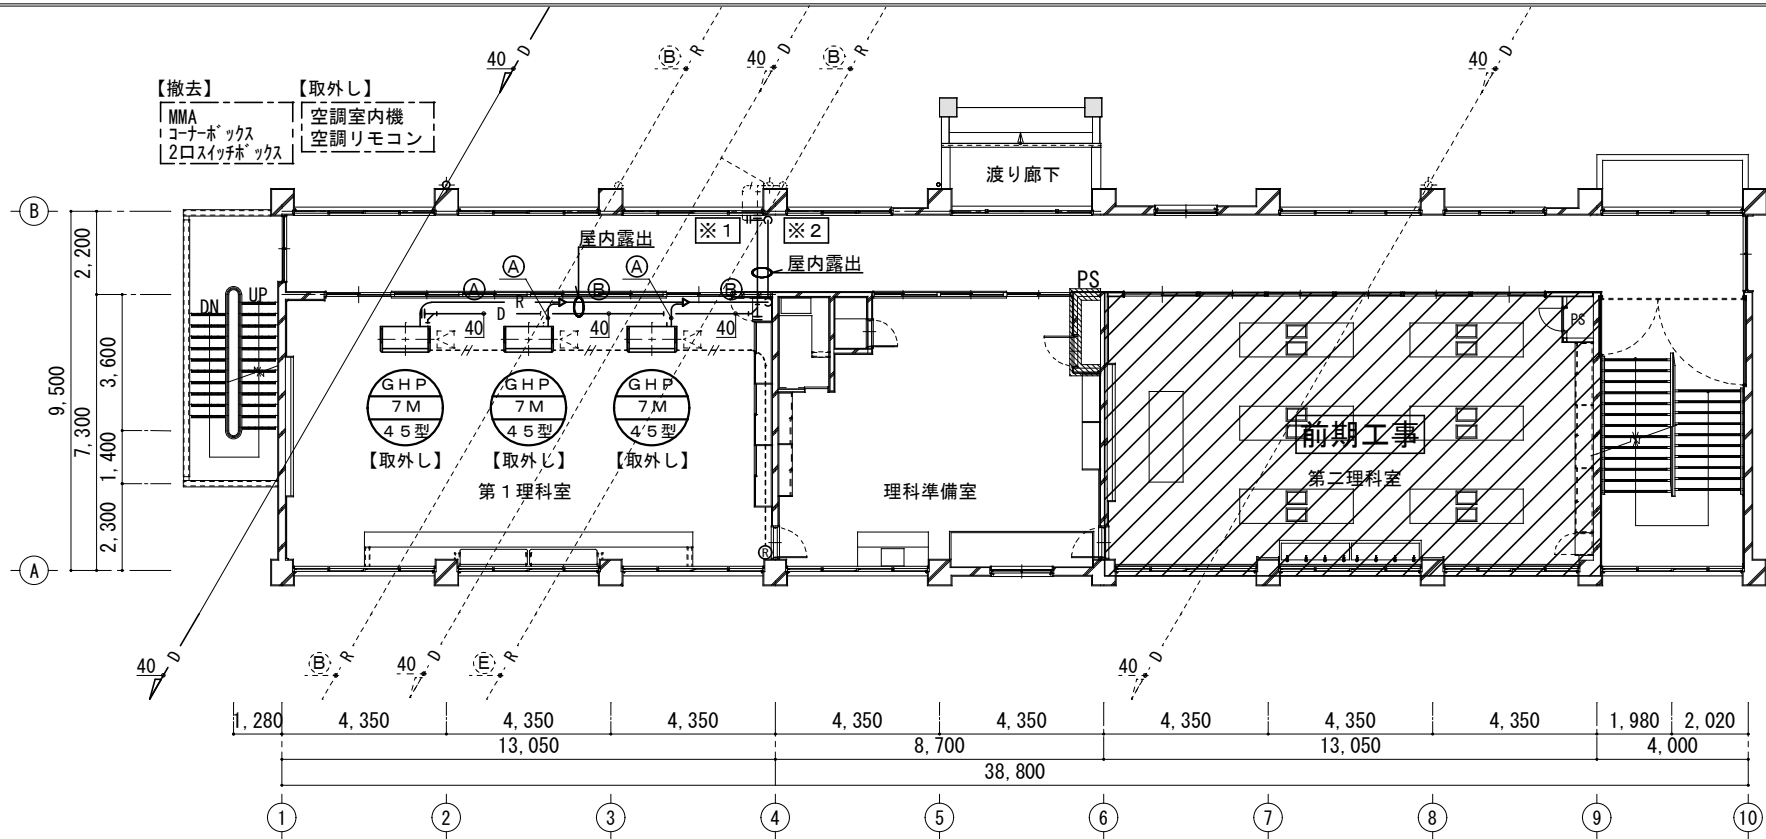 40 D
Ⓑ R
40 D
Ⓑ R
40 D
【撤去】
MMA
コーナーボックス
2口スイッチボックス
【取外し】
空調室内機
空調リモコン
渡り廊下
B
※1
※2
屋内露出
屋内露出
PS
DN
UP
Ⓐ
Ⓐ
Ⓐ
Ⓑ
Ⓑ
R
D
40
40
40
PS
GHP
7M
45型
【取外し】
GHP
7M
45型
【取外し】
GHP
7M
45型
【取外し】
第1理科室
理科準備室
前期工事
第二理科室
Ⓡ
A
2,200
3,600
1,400
2,300
7,300
9,500
40 D
Ⓑ R
40 D
Ⓔ R
40 D
1,280
4,350
4,350
4,350
4,350
4,350
4,350
4,350
4,350
1,980
2,020
13,050
8,700
13,050
4,000
38,800
1
2
3
4
5
6
7
8
9
10